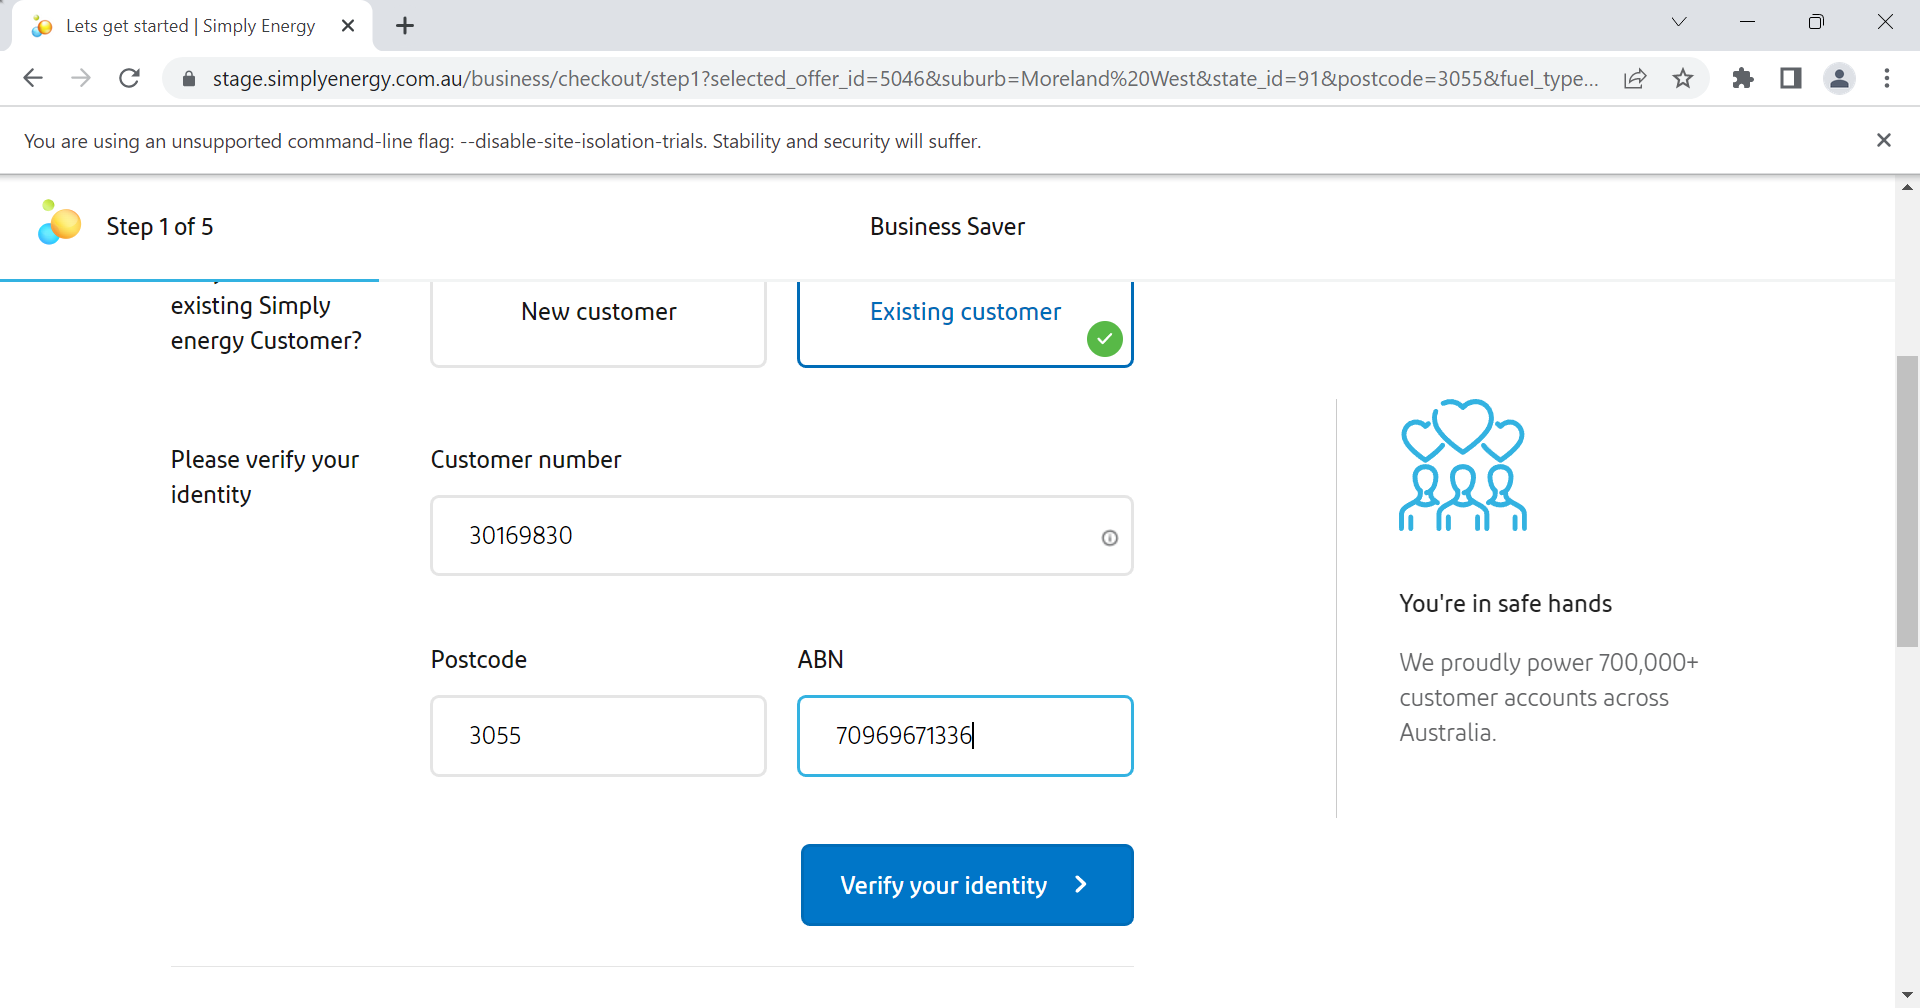 Lets get started | Simply Energy
stage.simplyenergy.com.au/business/checkout/step1?selected_offer_id=5046&suburb=Moreland%20West&state_id=91&postcode=3055&fuel_type...
You are using an unsupported command-line flag: --disable-site-isolation-trials. Stability and security will suffer.
Step 1 of 5
Business Saver
existing Simply
energy Customer?
New customer
Existing customer
Please verify your
identity
Customer number
30169830
Postcode
ABN
3055
70969671336
Verify your identity
You're in safe hands
We proudly power 700,000+
customer accounts across
Australia.